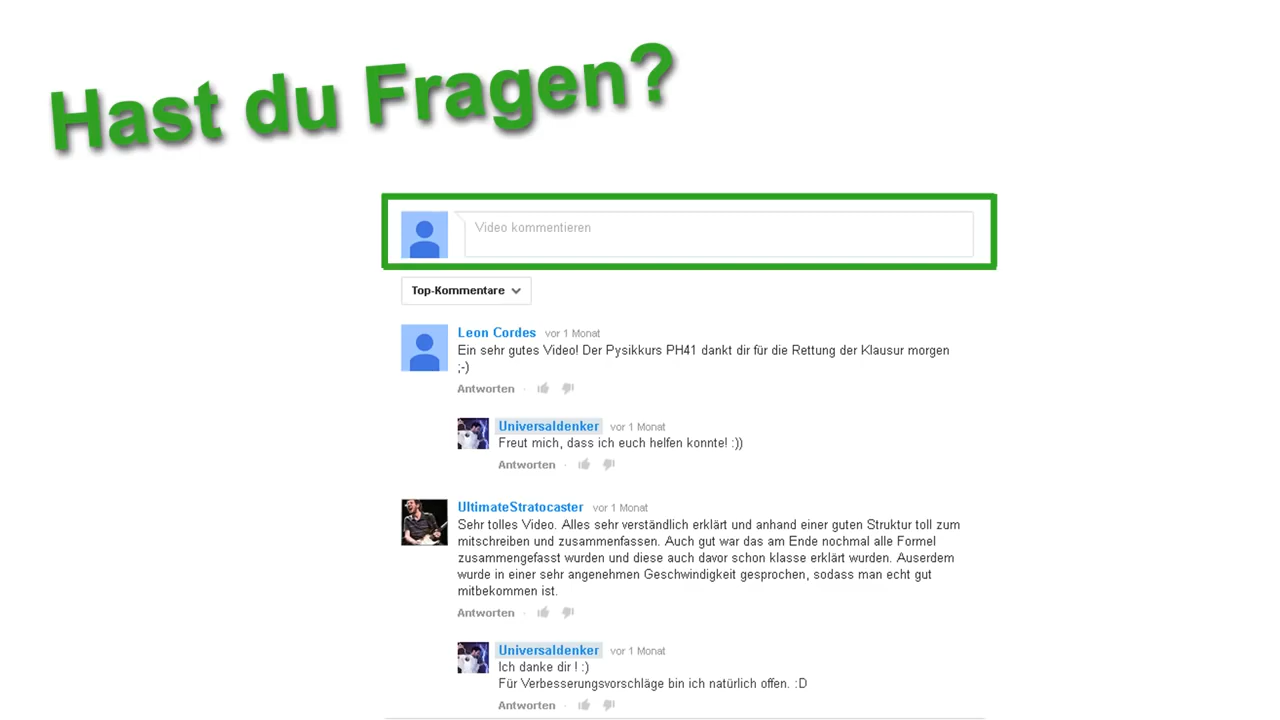 Hast du Fragen?
Video kommentieren
Top-Kommentare
Leon Cordes vor 1 Monat
Ein sehr gutes Video! Der Pysikkurs PH41 dankt dir für die Rettung der Klausur morgen
;-)
Antworten ·
Universaldenker vor 1 Monat
Freut mich, dass ich euch helfen konnte! :))
Antworten ·
UltimateStratocaster vor 1 Monat
Sehr tolles Video. Alles sehr verständlich erklärt und anhand einer guten Struktur toll zum
mitschreiben und zusammenfassen. Auch gut war das am Ende nochmal alle Formel
zusammengefasst wurden und diese auch davor schon klasse erklärt wurden. Auserdem
wurde in einer sehr angenehmen Geschwindigkeit gesprochen, sodass man echt gut
mitbekommen ist.
Antworten ·
Universaldenker vor 1 Monat
Ich danke dir ! :)
Für Verbesserungsvorschläge bin ich natürlich offen. :D
Antworten ·